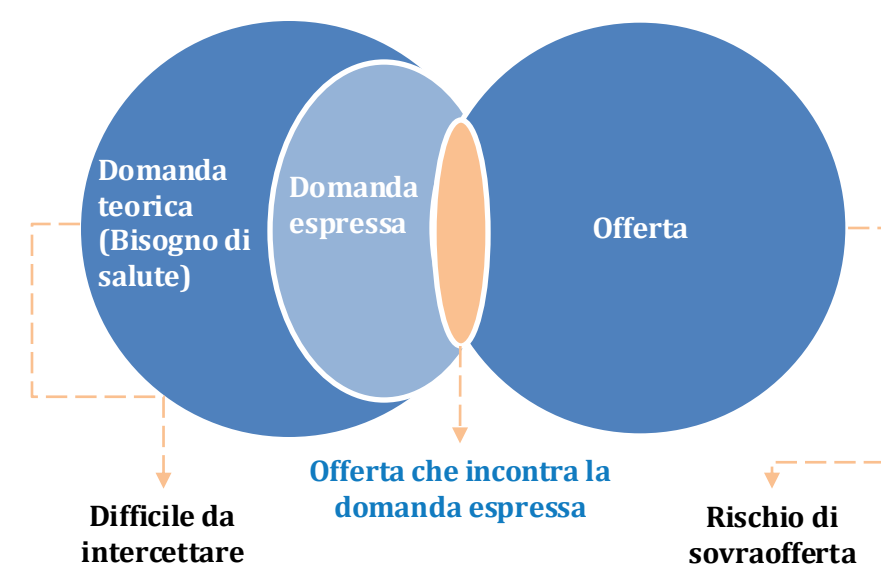 Domanda
teorica
(Bisogno di
salute)
Domanda
espressa
Offerta
Offerta che incontra la
domanda espressa
Difficile da
intercettare
Rischio di
sovraofferta